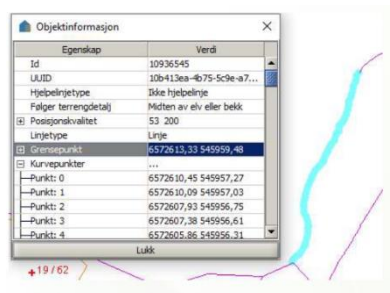 Objektinformasjon
Egenskap Verdi
Id 10936545
UUID 10b413ea-4b75-5c9e-a7...
Hjelpelinjetype Ikke hjelpelinje
Følger terrengdetalj Midten av elv eller bekk
Posisjonskvalitet 53 200
Linjetype Linje
Grensepunkt 6572613,33 545959,48
Kurvepunkter ...
Punkt: 0 6572610,45 545957,27
Punkt: 1 6572610,09 545957,03
Punkt: 2 6572607,93 545956,75
Punkt: 3 6572607,38 545956,61
Punkt: 4 6572605,86 545956,31
Lukk
19 / 62